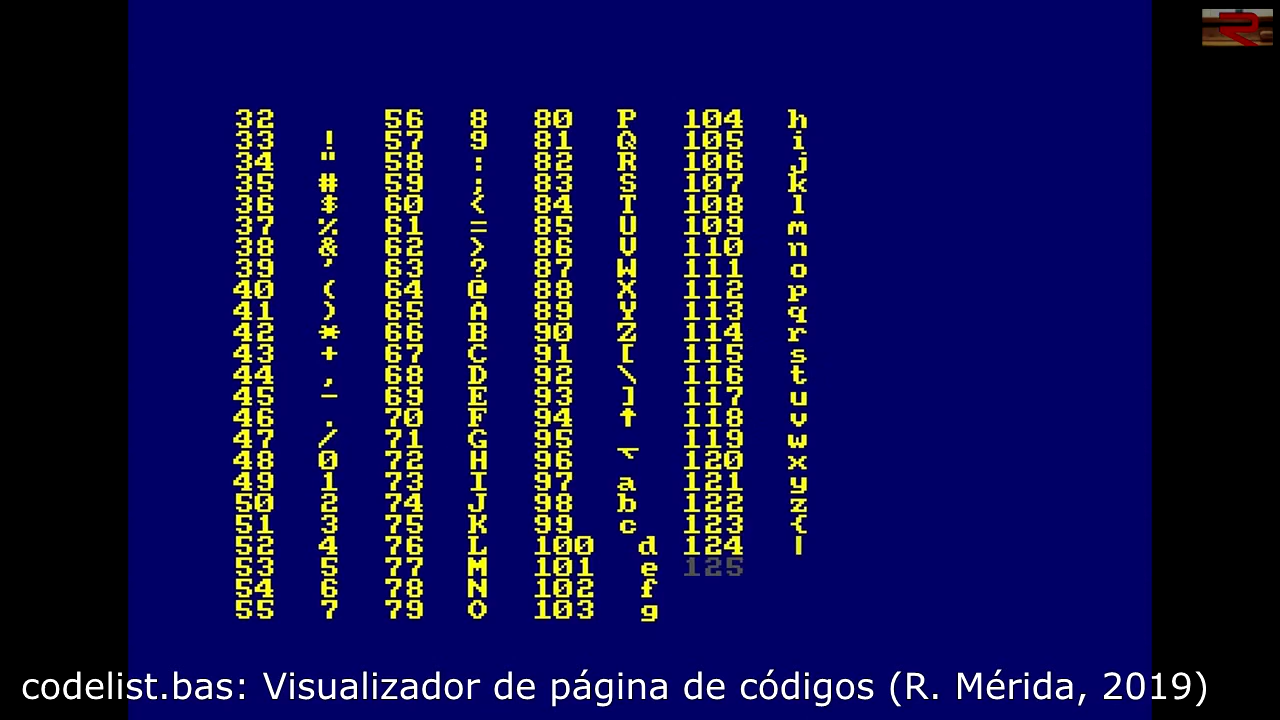 32   56 8 80 P 104 h
33 ! 57 9 81 Q 105 i
34 " 58 : 82 R 106 j
35 # 59 ; 83 S 107 k
36 $ 60 < 84 T 108 l
37 % 61 = 85 U 109 m
38 & 62 > 86 V 110 n
39 ' 63 ? 87 W 111 o
40 ( 64 @ 88 X 112 p
41 ) 65 A 89 Y 113 q
42 * 66 B 90 Z 114 r
43 + 67 C 91 [ 115 s
44 , 68 D 92 \ 116 t
45 - 69 E 93 ] 117 u
46 . 70 F 94 ↑ 118 v
47 / 71 G 95 _ 119 w
48 0 72 H 96 ` 120 x
49 1 73 I 97 a 121 y
50 2 74 J 98 b 122 z
51 3 75 K 99 c 123 {
52 4 76 L 100 d 124 |
53 5 77 M 101 e 125
54 6 78 N 102 f
55 7 79 O 103 g
codelist.bas: Visualizador de página de códigos (R. Mérida, 2019)